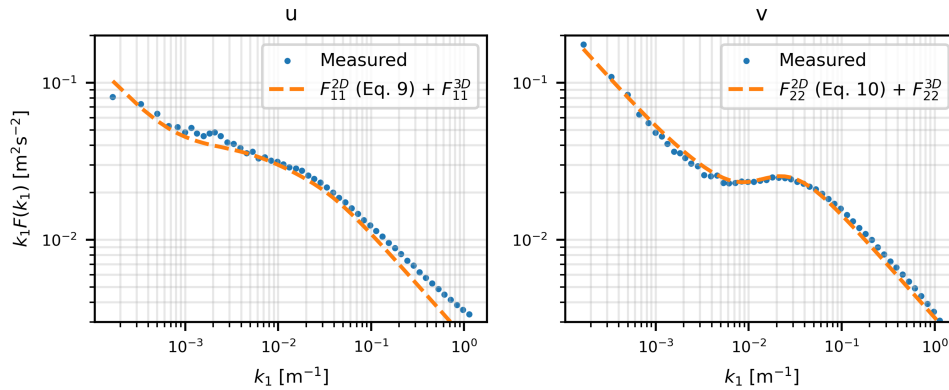 u
v
Measured
F_{11}^{2D} (Eq. 9) + F_{11}^{3D}
Measured
F_{22}^{2D} (Eq. 10) + F_{22}^{3D}
k_1F(k_1) [m^2s^{-2}]
10^{-1}
10^{-2}
10^{-1}
10^{-2}
10^{-3}
10^{-2}
10^{-1}
10^0
10^{-3}
10^{-2}
10^{-1}
10^0
k_1 [m^{-1}]
k_1 [m^{-1}]